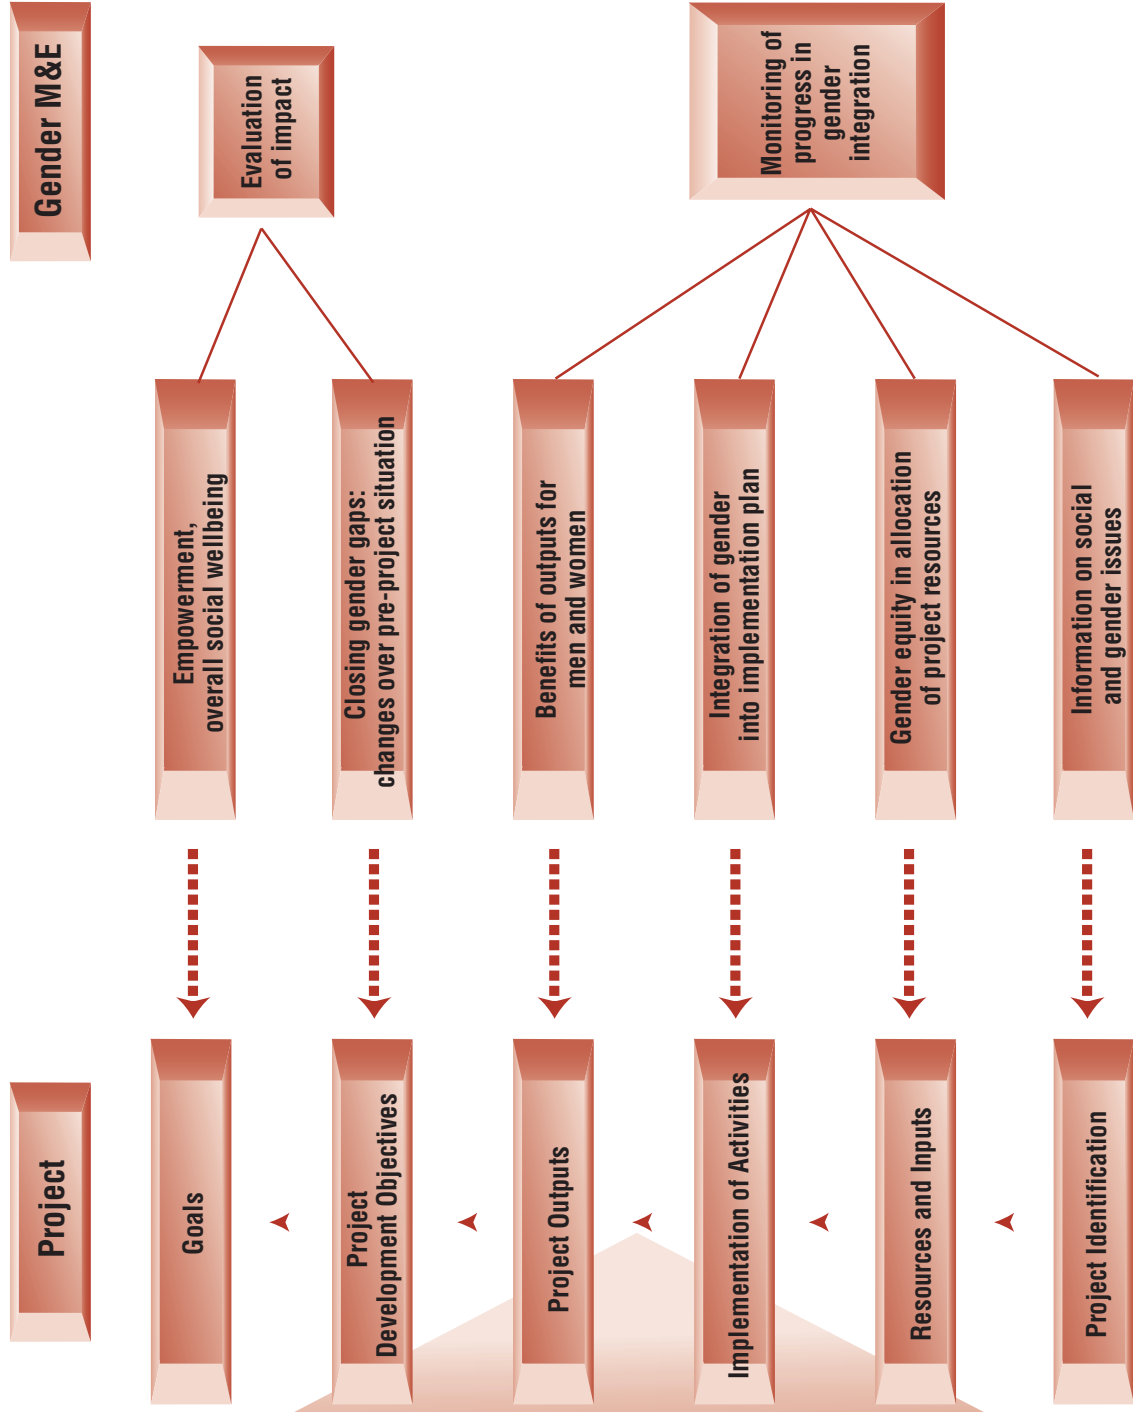 Project
Gender M&E
Goals
Empowerment,
overall social wellbeing
Evaluation
of impact
Project
Development Objectives
Closing gender gaps:
changes over pre-project situation
Project Outputs
Benefits of outputs for
men and women
Implementation of Activities
Integration of gender
into implementation plan
Monitoring of
progress in
gender
integration
Resources and Inputs
Gender equity in allocation
of project resources
Project Identification
Information on social
and gender issues